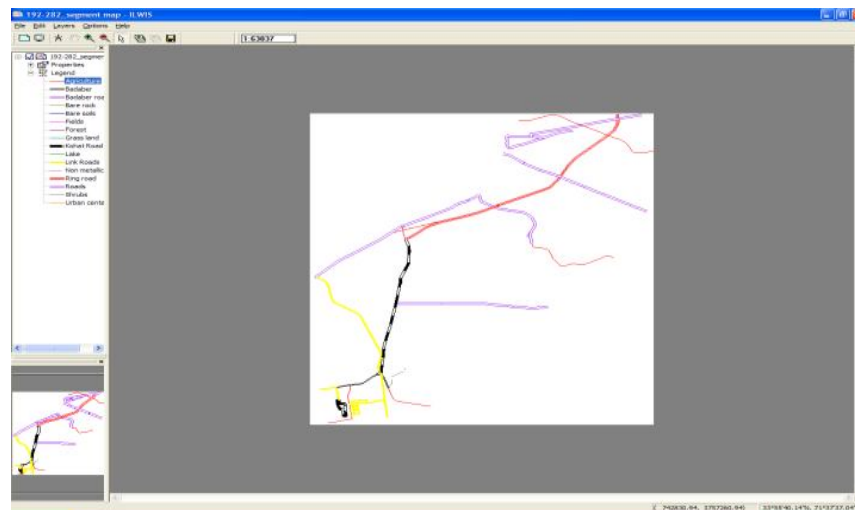 192-282_segment map - ILWIS
File Edit Layers Options Help
1:63837
192-282_segmer
Properties
Legend
Agriculture
Badaber
Badaber roa
Bare rock
Bare soils
Fields
Forest
Grass land
Kohat Road
Lake
Link Roads
Non metallic
Ring road
Roads
Shrubs
Urban cente